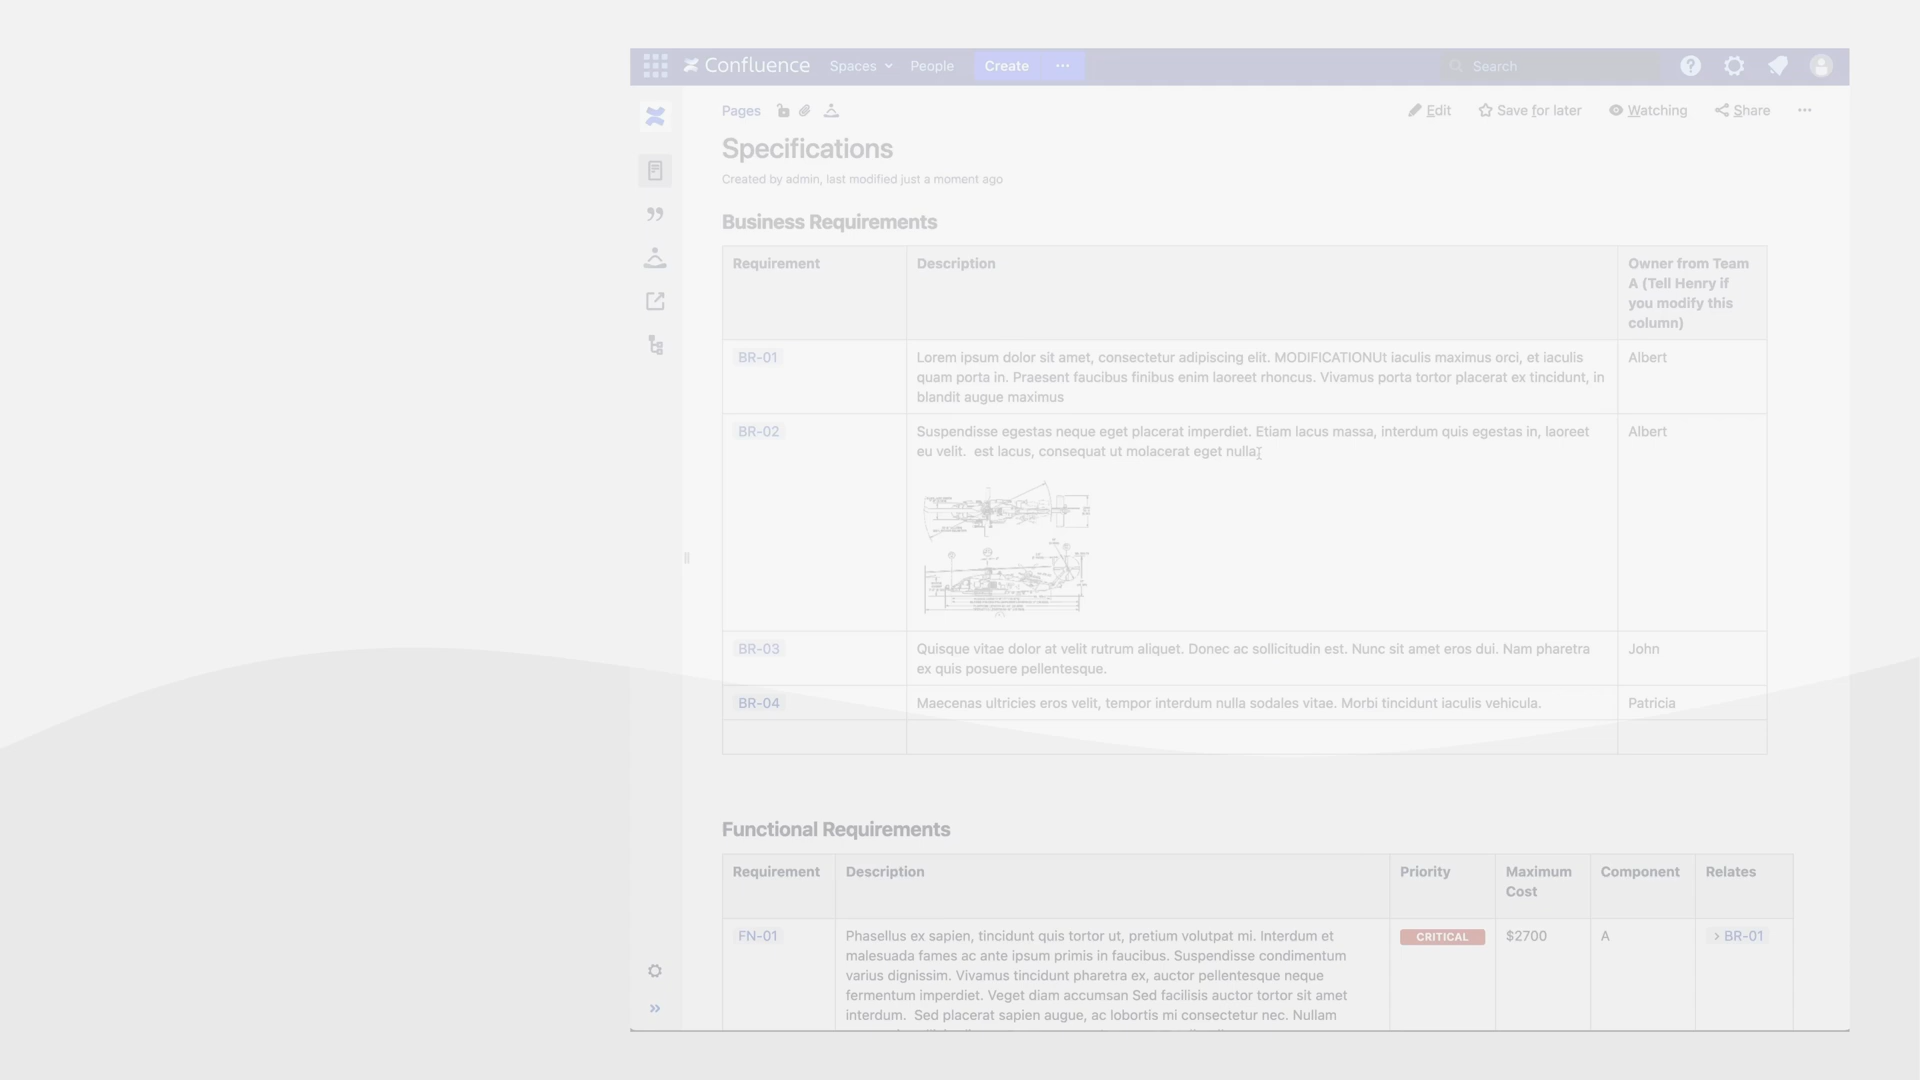 Confluence Spaces People Create ··· Search
Pages Edit Save for later Watching Share ···
Specifications
Created by admin, last modified just a moment ago
Business Requirements
Requirement Description Owner from Team
A (Tell Henry if
you modify this
column)
BR-01 Lorem ipsum dolor sit amet, consectetur adipiscing elit. MODIFICATIONUt iaculis maximus orci, et iaculis Albert
quam porta in. Praesent faucibus finibus enim laoreet rhoncus. Vivamus porta tortor placerat ex tincidunt, in
blandit augue maximus
BR-02 Suspendisse egestas neque eget placerat imperdiet. Etiam lacus massa, interdum quis egestas in, laoreet Albert
eu velit.  est lacus, consequat ut molacerat eget nulla.
BR-03 Quisque vitae dolor at velit rutrum aliquet. Donec ac sollicitudin est. Nunc sit amet eros dui. Nam pharetra John
ex quis posuere pellentesque.
BR-04 Maecenas ultricies eros velit, tempor interdum nulla sodales vitae. Morbi tincidunt iaculis vehicula. Patricia
Functional Requirements
Requirement Description Priority Maximum Component Relates
Cost
FN-01 Phasellus ex sapien, tincidunt quis tortor ut, pretium volutpat mi. Interdum et CRITICAL $2700 A > BR-01
malesuada fames ac ante ipsum primis in faucibus. Suspendisse condimentum
varius dignissim. Vivamus tincidunt pharetra ex, auctor pellentesque neque
fermentum imperdiet. Veget diam accumsan Sed facilisis auctor tortor sit amet
interdum.  Sed placerat sapien augue, ac lobortis mi consectetur nec. Nullam